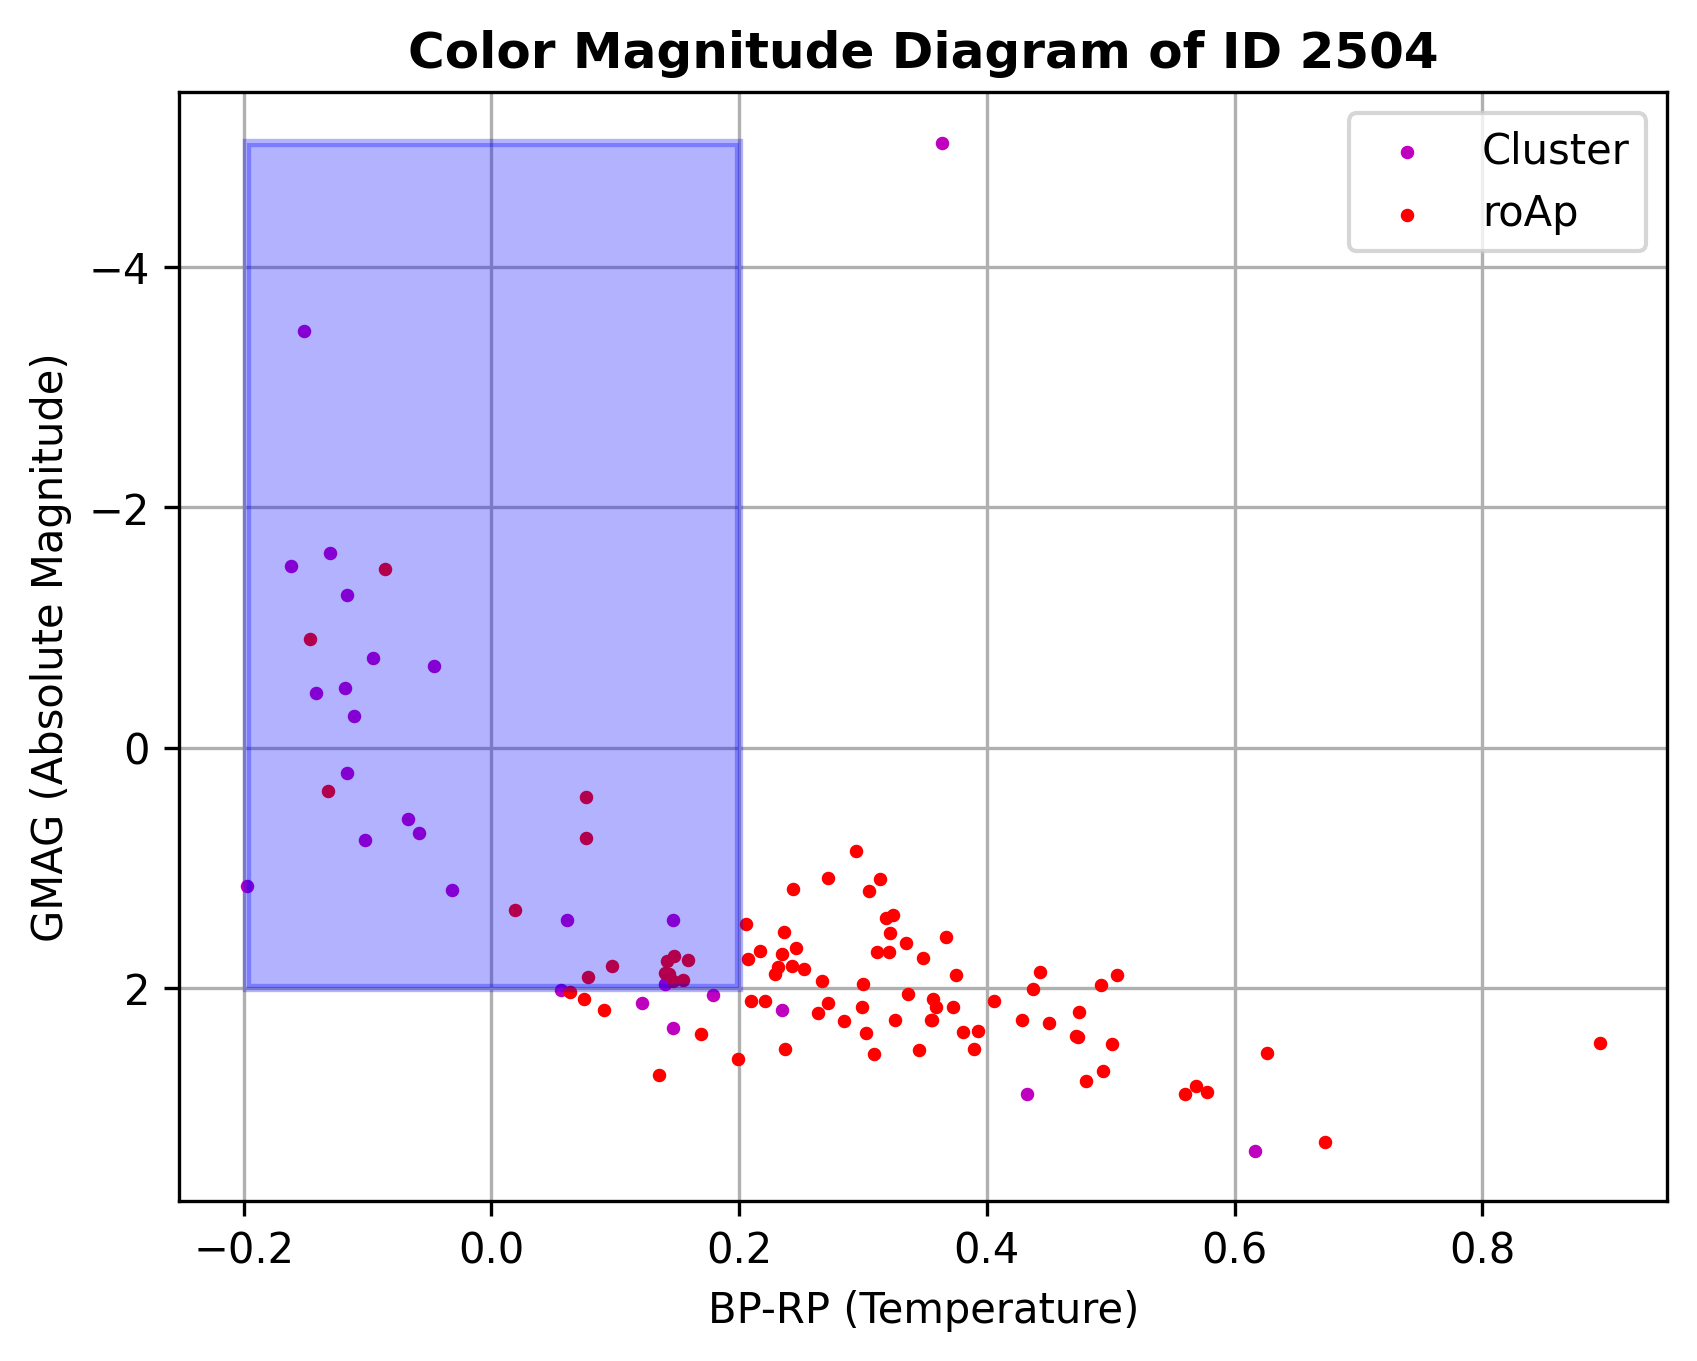 Color Magnitude Diagram of ID 2504
Cluster
roAp
GMAG (Absolute Magnitude)
−4
−2
0
2
−0.2 0.0 0.2 0.4 0.6 0.8
BP-RP (Temperature)